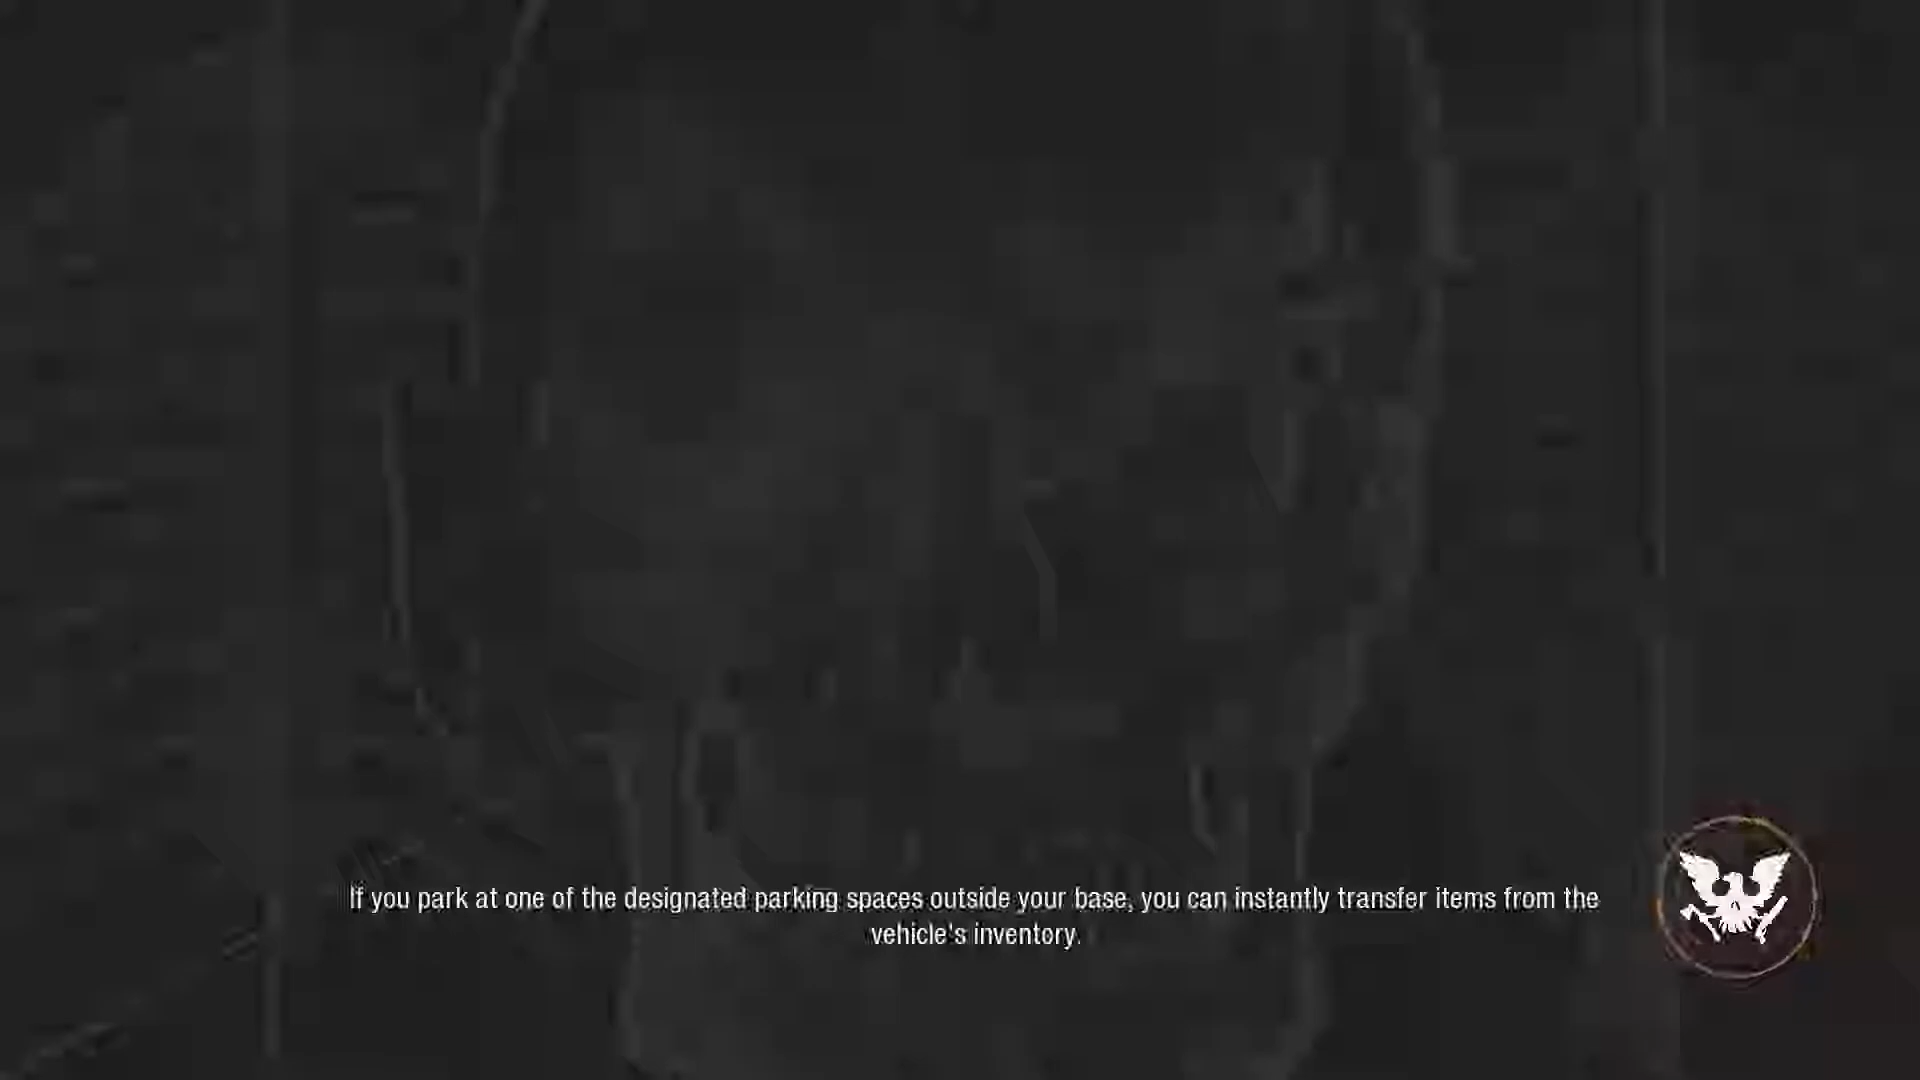 If you park at one of the designated parking spaces outside your base, you can instantly transfer items from the
vehicle's inventory.